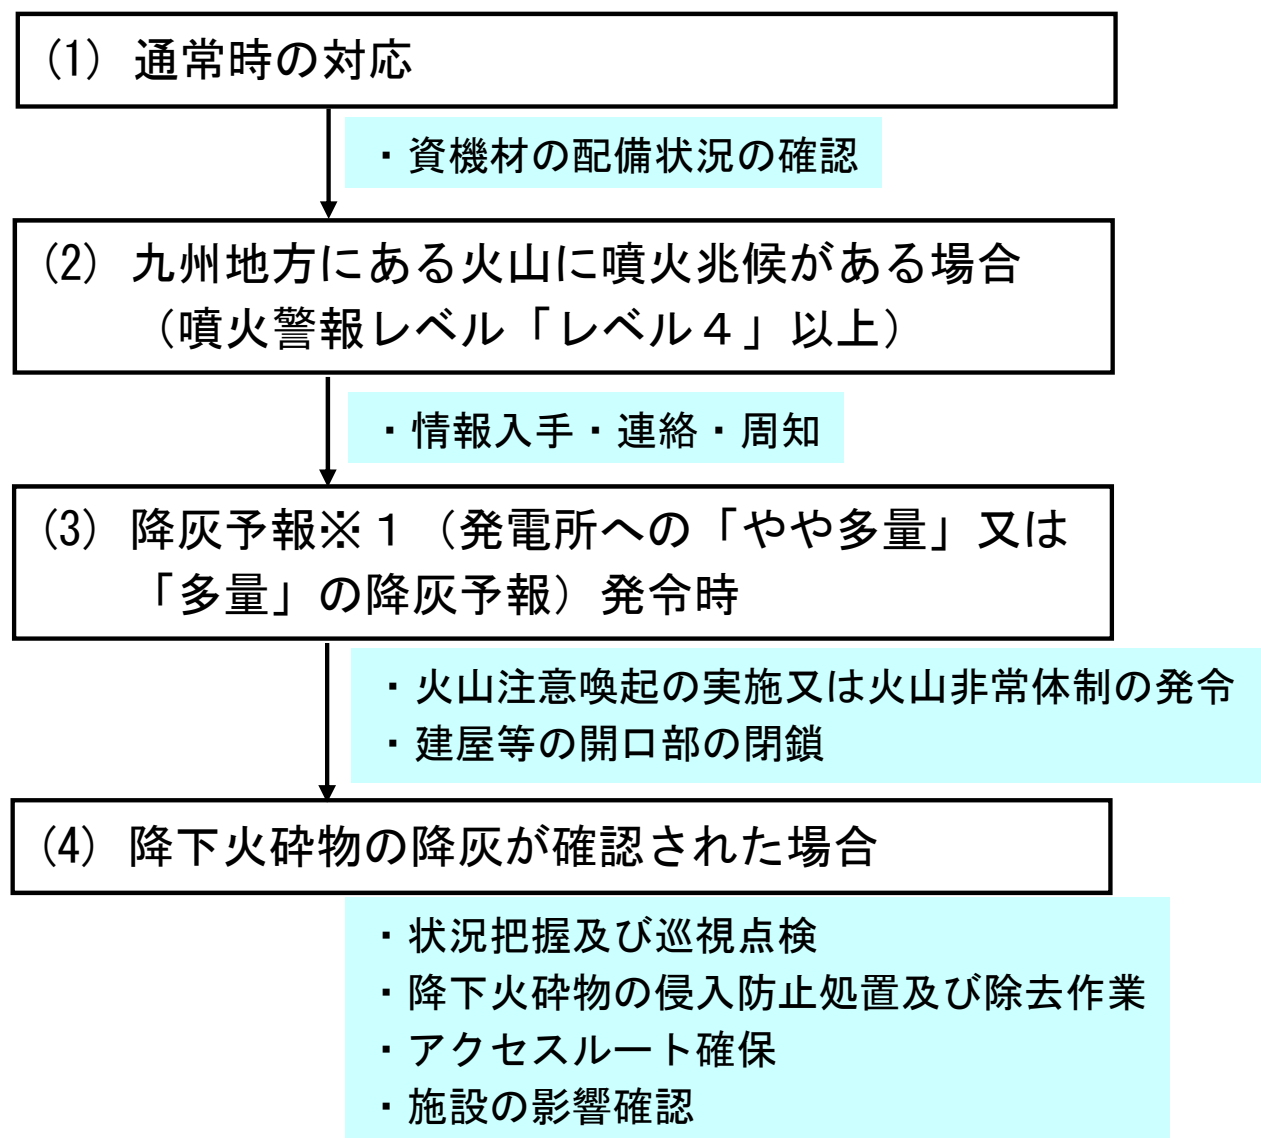 (1) 通常時の対応
・資機材の配備状況の確認
(2) 九州地方にある火山に噴火兆候がある場合
（噴火警報レベル「レベル４」以上）
・情報入手・連絡・周知
(3) 降灰予報※１（発電所への「やや多量」又は
「多量」の降灰予報）発令時
・火山注意喚起の実施又は火山非常体制の発令
・建屋等の開口部の閉鎖
(4) 降下火砕物の降灰が確認された場合
・状況把握及び巡視点検
・降下火砕物の侵入防止処置及び除去作業
・アクセスルート確保
・施設の影響確認